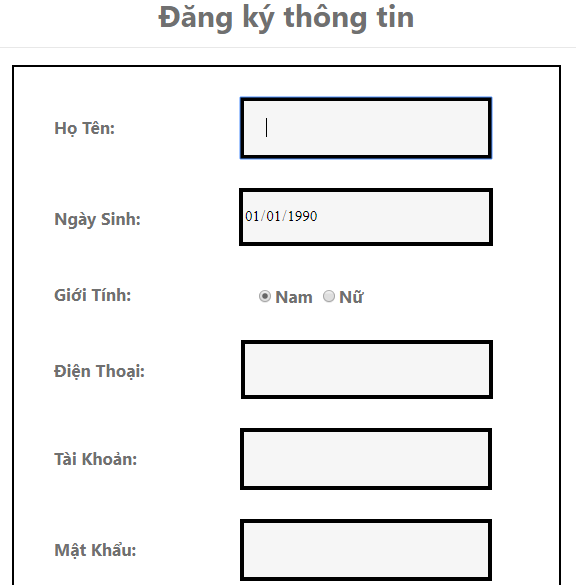 Đăng ký thông tin
Họ Tên:
Ngày Sinh: 01/01/1990
Giới Tính: Nam Nữ
Điện Thoại:
Tài Khoản:
Mật Khẩu: